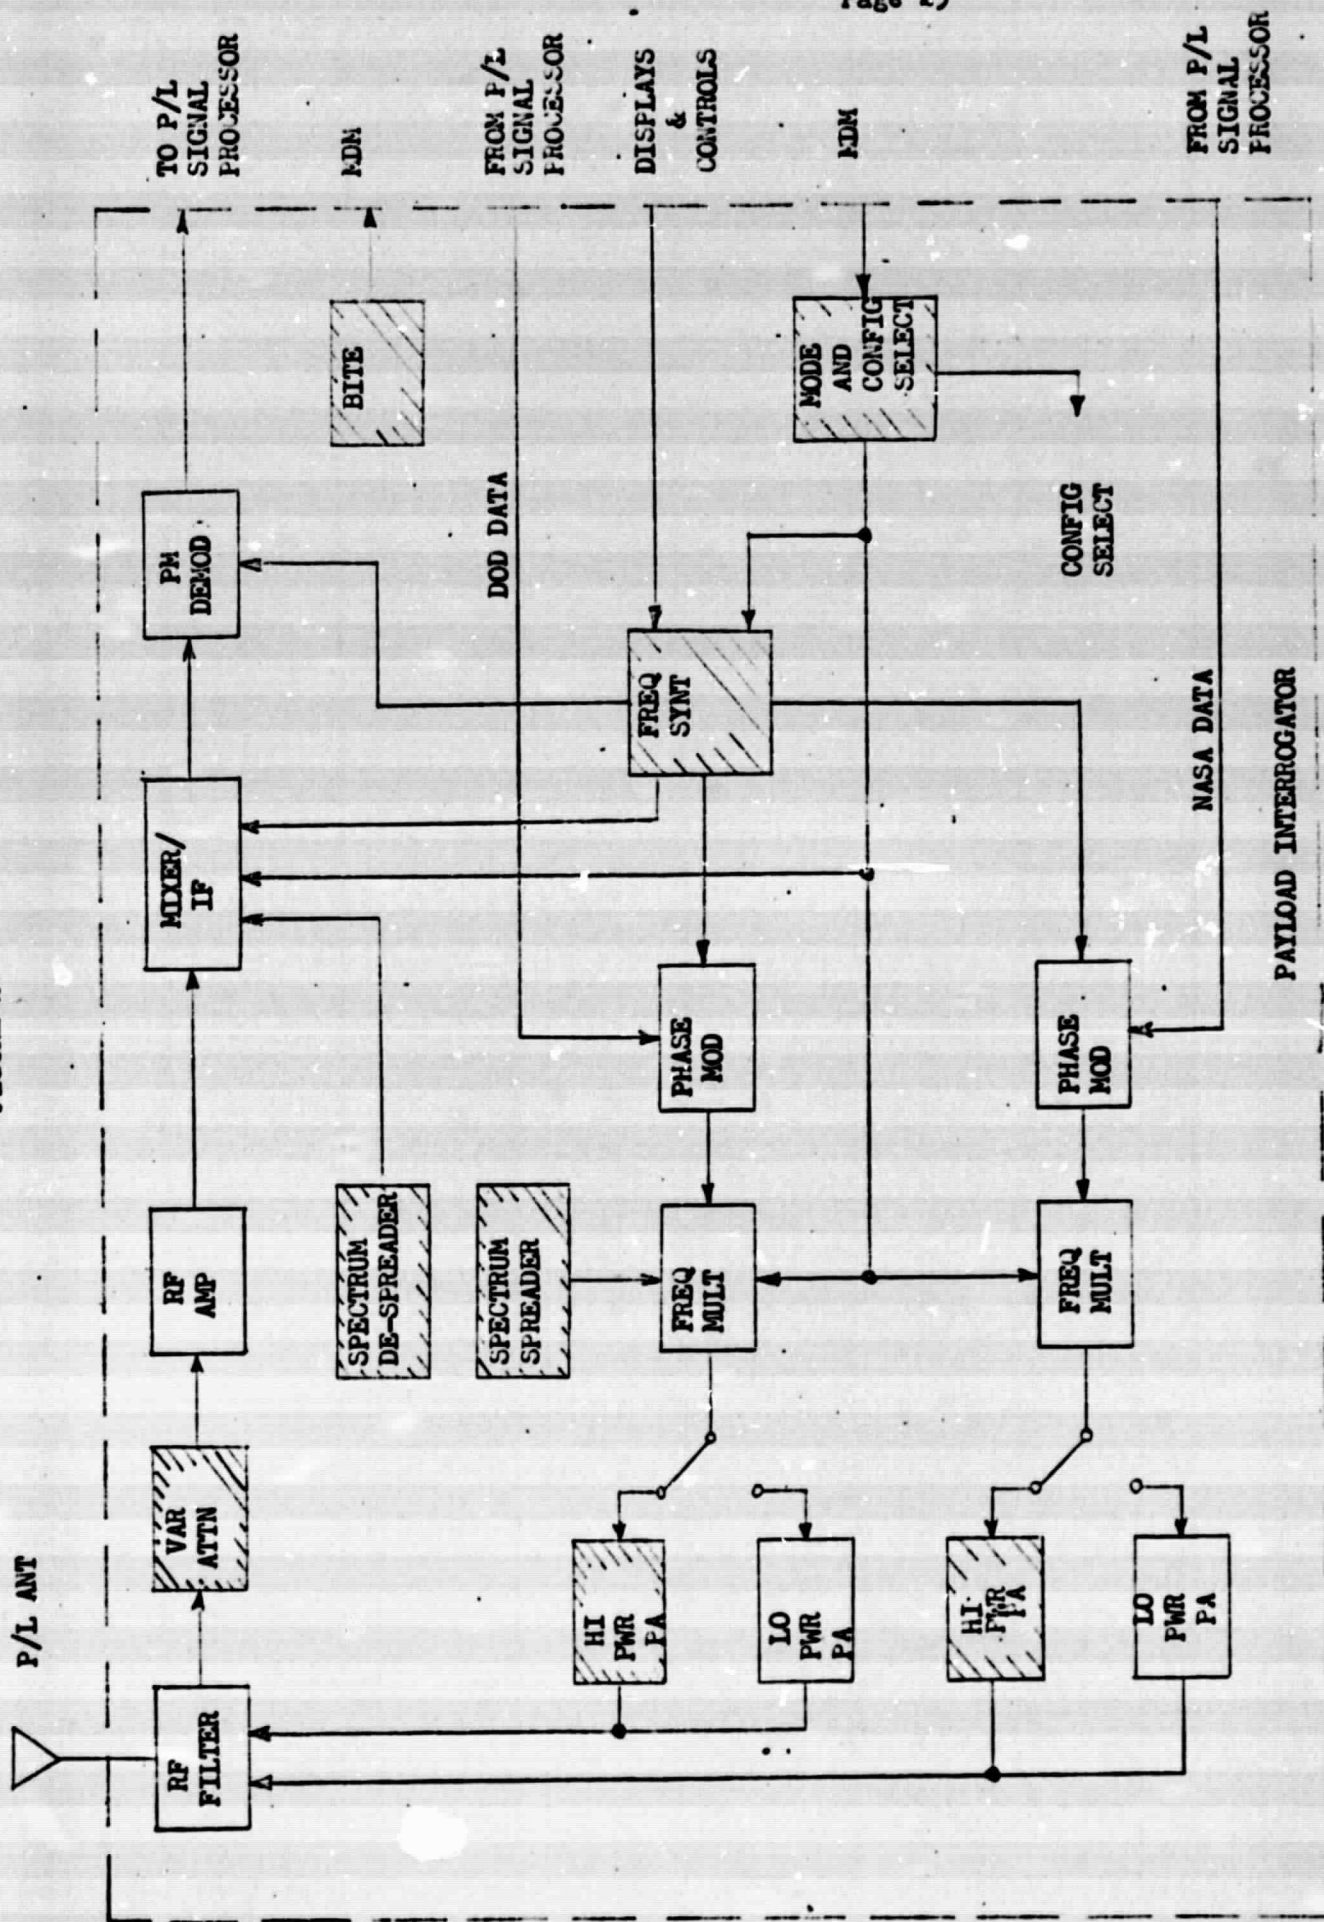 P/L ANT
RF
FILTER
VAR
ATTN
RF
AMP
MIXER/
IF
PM
DEMOD
TO P/L
SIGNAL
PROCESSOR
SPECTRUM
DE-SPREADER
BITE
MDM
SPECTRUM
SPREADER
DOD DATA
FROM P/L
SIGNAL
PROCESSOR
HI
PWR
PA
LO
PWR
PA
FREQ
MULT
PHASE
MOD
FREQ
SYNT
DISPLAYS
&
CONTROLS
MODE
AND
CONFIG
SELECT
MDM
CONFIG
SELECT
HI
PWR
PA
LO
PWR
PA
FREQ
MULT
PHASE
MOD
NASA DATA
FROM P/L
SIGNAL
PROCESSOR
PAYLOAD INTERROGATOR
Page